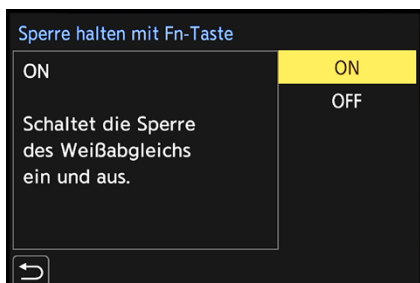 Sperre halten mit Fn-Taste
ON
ON
OFF
Schaltet die Sperre
des Weißabgleichs
ein und aus.